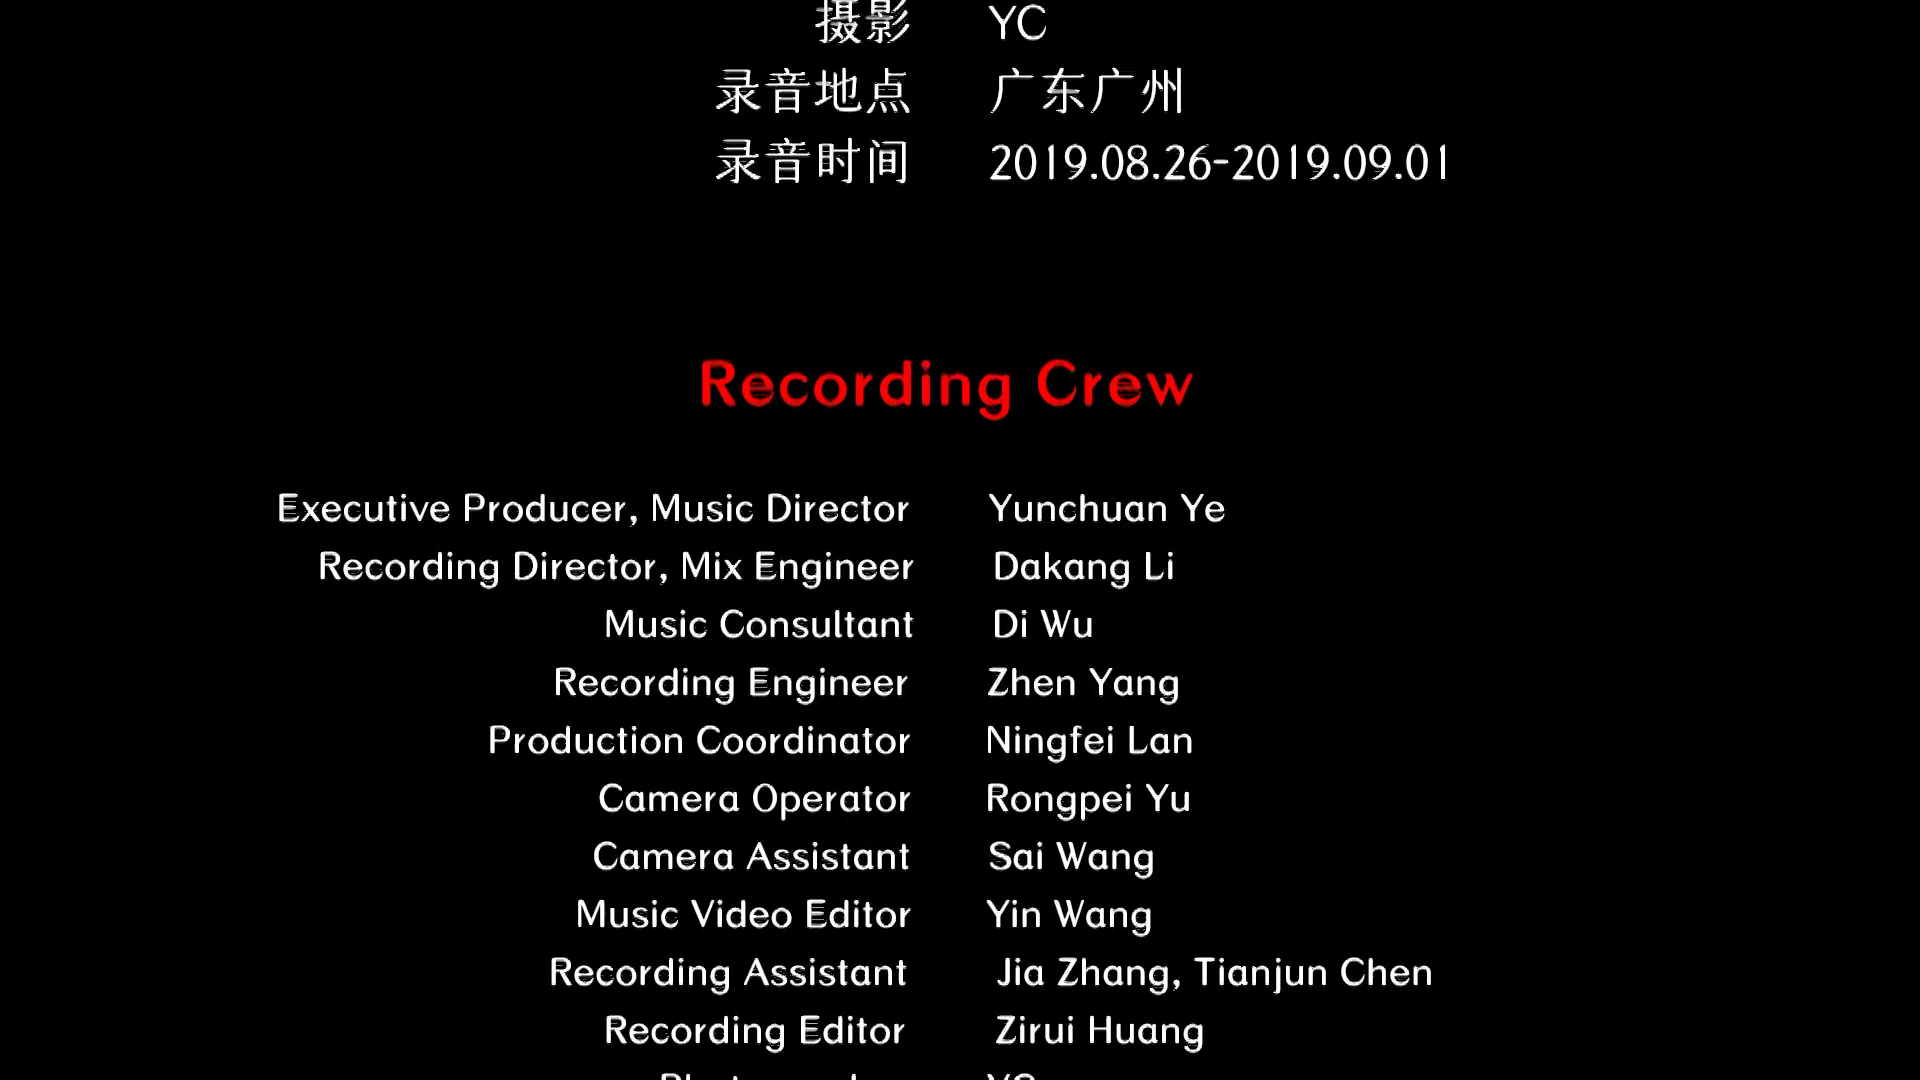 摄影 YC
录音地点 广东广州
录音时间 2019.08.26-2019.09.01
Recording Crew
Executive Producer, Music Director Yunchuan Ye
Recording Director, Mix Engineer Dakang Li
Music Consultant Di Wu
Recording Engineer Zhen Yang
Production Coordinator Ningfei Lan
Camera Operator Rongpei Yu
Camera Assistant Sai Wang
Music Video Editor Yin Wang
Recording Assistant Jia Zhang, Tianjun Chen
Recording Editor Zirui Huang